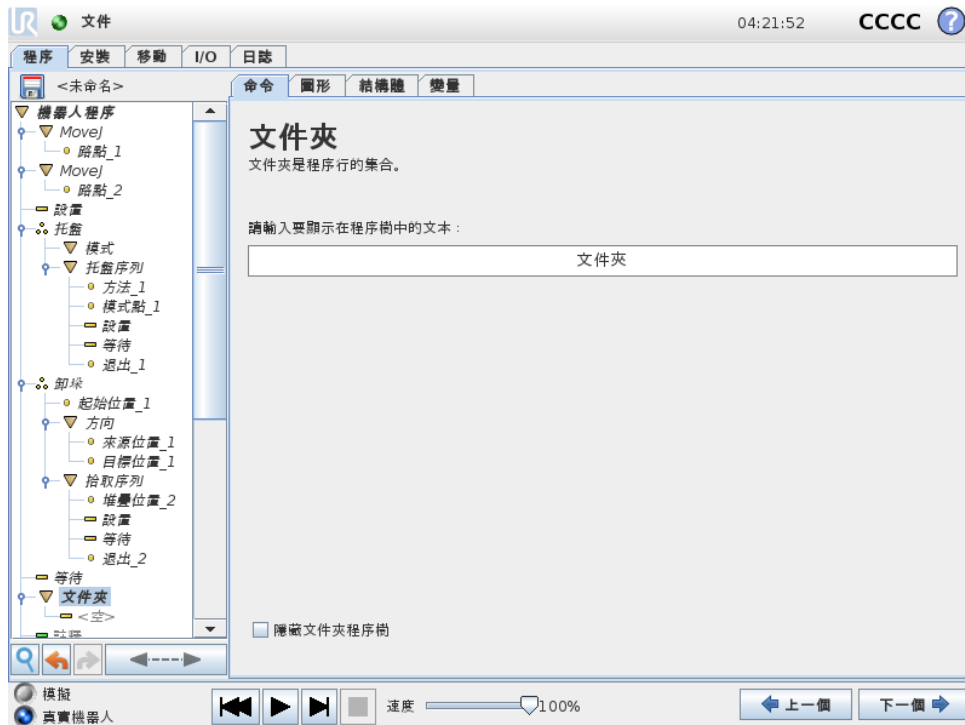 UR 文件 04:21:52 CCCC ?
程序 安裝 移動 I/O 日誌
<未命名> 命令 圖形 結構體 變量
機器人程序
MoveJ
路點_1
MoveJ
路點_2
設置
托盤
模式
托盤序列
方法_1
模式點_1
設置
等待
退出_1
卸垛
起始位置_1
方向
來源位置_1
目標位置_1
拾取序列
堆疊位置_2
設置
等待
退出_2
等待
文件夾
<空>
註釋
文件夾
文件夾是程序行的集合。
請輸入要顯示在程序樹中的文本：
文件夾
隱藏文件夾程序樹
模擬
真實機器人
速度 100% 上一個 下一個